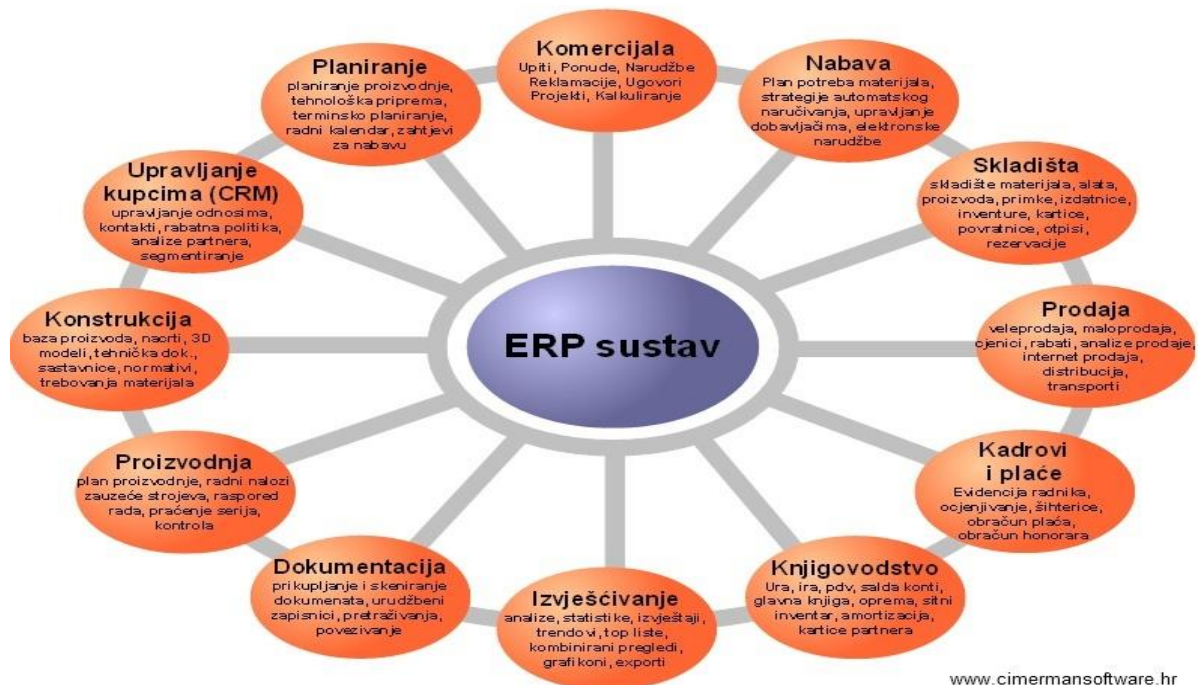 Komercijala
Upiti, Ponude, Narudžbe
Reklamacije, Ugovori
Projekti, Kalkuliranje
Nabava
Plan potreba materijala,
strategije automatskog
naručivanja, upravljanje
dobavljačima, elektronske
narudžbe
Skladišta
skladište materijala, alata,
proizvoda, primke, izdatnice,
inventure, kartice,
povratnice, otpisi,
rezervacije
Prodaja
veleprodaja, maloprodaja,
cjenici, rabati, analize prodaje,
internet prodaja,
distribucija,
transporti
Kadrovi
i plaće
Evidencija radnika,
ocjenjivanje, šihterice,
obračun plaća,
obračun honorara
Knjigovodstvo
Ura, ira, pdv, salda konti,
glavna knjiga, oprema, sitni
inventar, amortizacija,
kartice partnera
Izvješćivanje
analize, statistike, izvještaji,
trendovi, top liste,
kombinirani pregledi,
grafikoni, exporti
Dokumentacija
prikupljanje i skeniranje
dokumenata, urudžbeni
zapisnici, pretraživanja,
povezivanje
Proizvodnja
plan proizvodnje, radni nalozi
zauzeće strojeva, raspored
rada, praćenje serija,
kontrola
Konstrukcija
baza proizvoda, nacrti, 3D
modeli, tehnička dok.,
sastavnice, normativi,
trebovanja materijala
Upravljanje
kupcima (CRM)
upravljanje odnosima,
kontakti, rabatna politika,
analize partnera,
segmentiranje
Planiranje
planiranje proizvodnje,
tehnološka priprema,
terminsko planiranje,
radni kalendar, zahtjevi
za nabavu
ERP sustav
www.cimermansoftware.hr